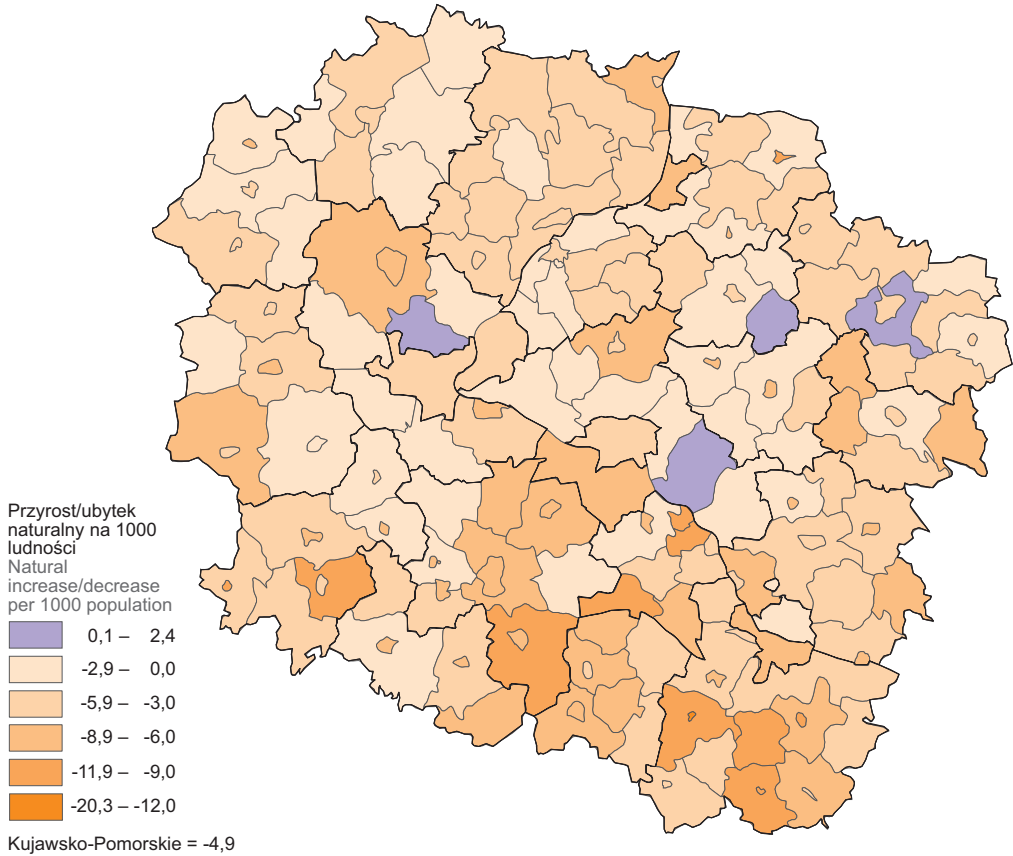 Przyrost/ubytek
naturalny na 1000
ludności
Natural
increase/decrease
per 1000 population
0,1 – 2,4
-2,9 – 0,0
-5,9 – -3,0
-8,9 – -6,0
-11,9 – -9,0
-20,3 – -12,0
Kujawsko-Pomorskie = -4,9